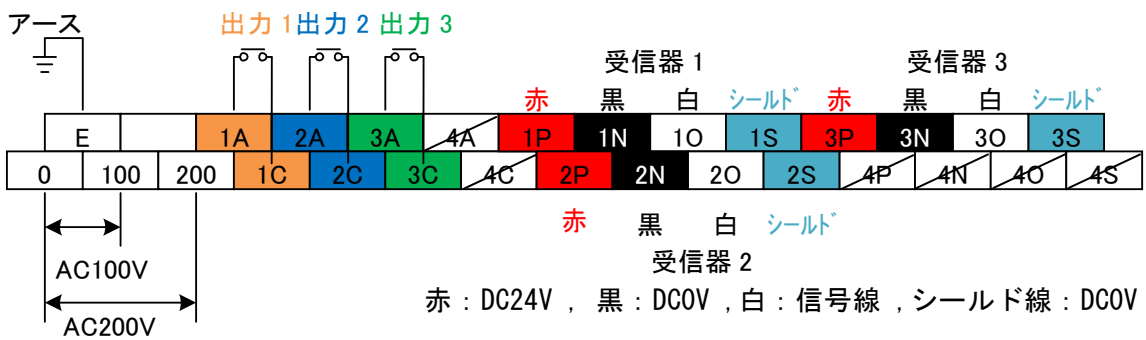 アース
出力 1 出力 2 出力 3
受信器 1 受信器 3
赤 黒 白 シールド 赤 黒 白 シールド
E 1A 2A 3A 4A 1P 1N 1O 1S 3P 3N 3O 3S
0 100 200 1C 2C 3C 4C 2P 2N 2O 2S 4P 4N 4O 4S
赤 黒 白 シールド
AC100V
受信器 2
赤：DC24V ， 黒：DC0V ，白：信号線 ，シールド線：DC0V
AC200V